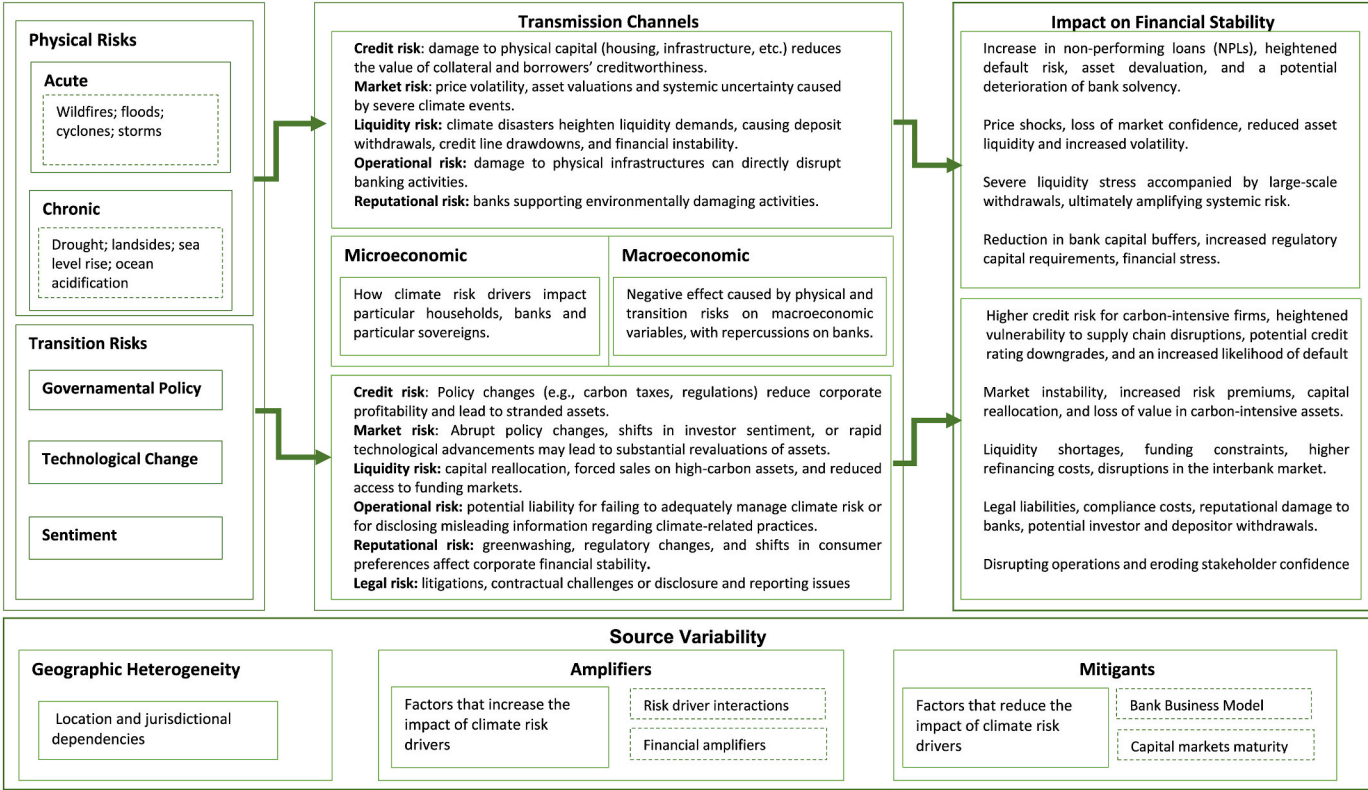 Physical Risks
Acute
Wildfires; floods;
cyclones; storms
Chronic
Drought; landsides; sea
level rise; ocean
acidification
Transition Risks
Governmental Policy
Technological Change
Sentiment
Transmission Channels
Credit risk: damage to physical capital (housing, infrastructure, etc.) reduces
the value of collateral and borrowers’ creditworthiness.
Market risk: price volatility, asset valuations and systemic uncertainty caused
by severe climate events.
Liquidity risk: climate disasters heighten liquidity demands, causing deposit
withdrawals, credit line drawdowns, and financial instability.
Operational risk: damage to physical infrastructures can directly disrupt
banking activities.
Reputational risk: banks supporting environmentally damaging activities.
Microeconomic
How climate risk drivers impact
particular households, banks and
particular sovereigns.
Macroeconomic
Negative effect caused by physical and
transition risks on macroeconomic
variables, with repercussions on banks.
Credit risk: Policy changes (e.g., carbon taxes, regulations) reduce corporate
profitability and lead to stranded assets.
Market risk: Abrupt policy changes, shifts in investor sentiment, or rapid
technological advancements may lead to substantial revaluations of assets.
Liquidity risk: capital reallocation, forced sales on high-carbon assets, and reduced
access to funding markets.
Operational risk: potential liability for failing to adequately manage climate risk or
for disclosing misleading information regarding climate-related practices.
Reputational risk: greenwashing, regulatory changes, and shifts in consumer
preferences affect corporate financial stability.
Legal risk: litigations, contractual challenges or disclosure and reporting issues
Impact on Financial Stability
Increase in non-performing loans (NPLs), heightened
default risk, asset devaluation, and a potential
deterioration of bank solvency.
Price shocks, loss of market confidence, reduced asset
liquidity and increased volatility.
Severe liquidity stress accompanied by large-scale
withdrawals, ultimately amplifying systemic risk.
Reduction in bank capital buffers, increased regulatory
capital requirements, financial stress.
Higher credit risk for carbon-intensive firms, heightened
vulnerability to supply chain disruptions, potential credit
rating downgrades, and an increased likelihood of default
Market instability, increased risk premiums, capital
reallocation, and loss of value in carbon-intensive assets.
Liquidity shortages, funding constraints, higher
refinancing costs, disruptions in the interbank market.
Legal liabilities, compliance costs, reputational damage to
banks, potential investor and depositor withdrawals.
Disrupting operations and eroding stakeholder confidence
Source Variability
Geographic Heterogeneity
Location and jurisdictional
dependencies
Amplifiers
Factors that increase the
impact of climate risk
drivers
Risk driver interactions
Financial amplifiers
Mitigants
Factors that reduce the
impact of climate risk
drivers
Bank Business Model
Capital markets maturity